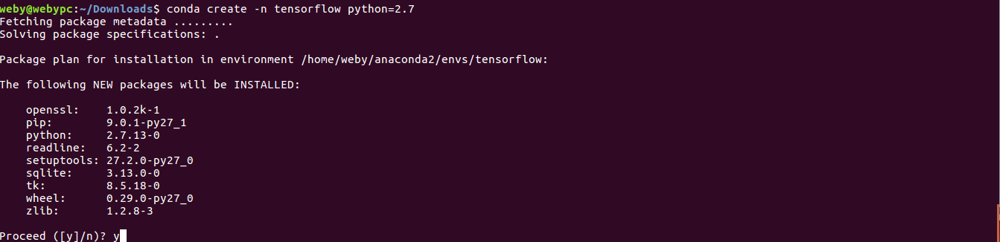 weby@webypc:~/Downloads$ conda create -n tensorflow python=2.7
Fetching package metadata .........
Solving package specifications: .
Package plan for installation in environment /home/weby/anaconda2/envs/tensorflow:
The following NEW packages will be INSTALLED:
openssl: 1.0.2k-1
pip: 9.0.1-py27_1
python: 2.7.13-0
readline: 6.2-2
setuptools: 27.2.0-py27_0
sqlite: 3.13.0-0
tk: 8.5.18-0
wheel: 0.29.0-py27_0
zlib: 1.2.8-3
Proceed ([y]/n)? y